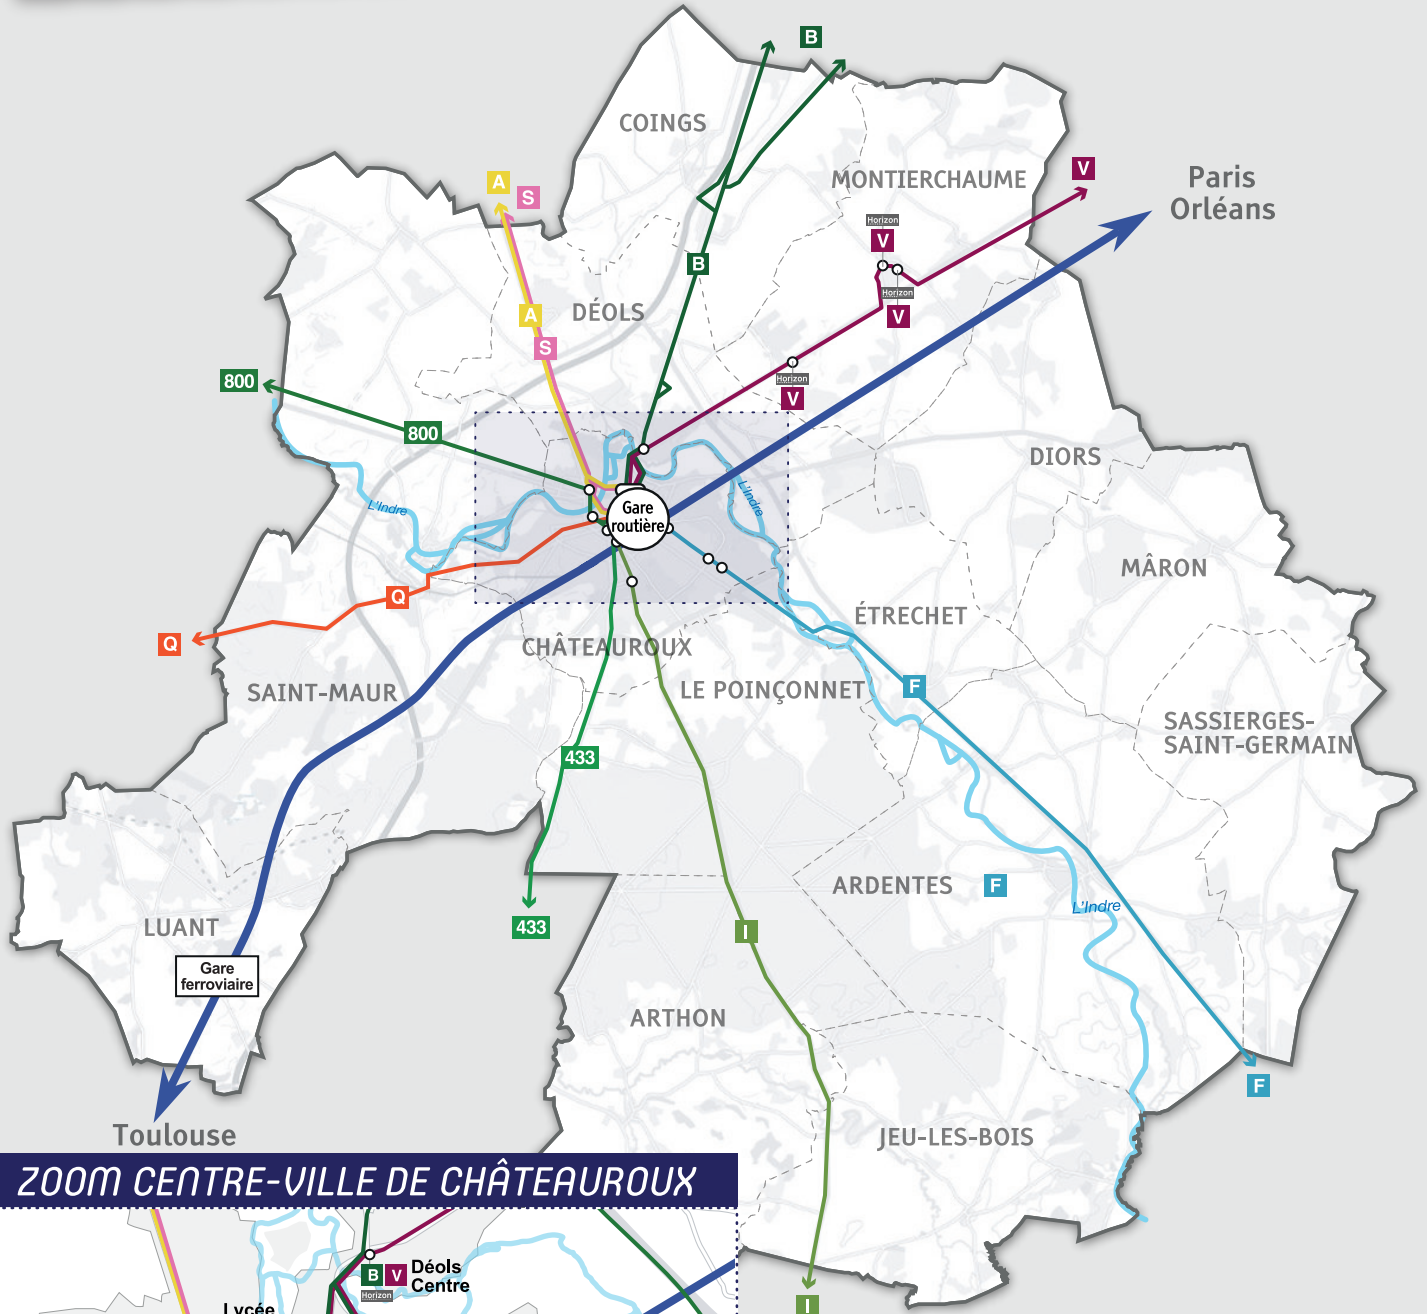 B
COINGS
MONTIERCHAUME
V
Paris
Orléans
A
S
Horizon
V
B
Horizon
V
A
DÉOLS
S
800
Horizon
V
800
DIORS
L'Indre
L'Indre
Gare
routière
MÂRON
Q
ÉTRECHET
Q
CHÂTEAUROUX
SAINT-MAUR
LE POINÇONNET
F
SASSIERGES-
SAINT-GERMAIN
433
ARDENTES
F
L'Indre
LUANT
433
I
Gare
ferroviaire
ARTHON
F
Toulouse
JEU-LES-BOIS
ZOOM CENTRE-VILLE DE CHÂTEAUROUX
B V Déols
Centre
Horizon
Lycée
I